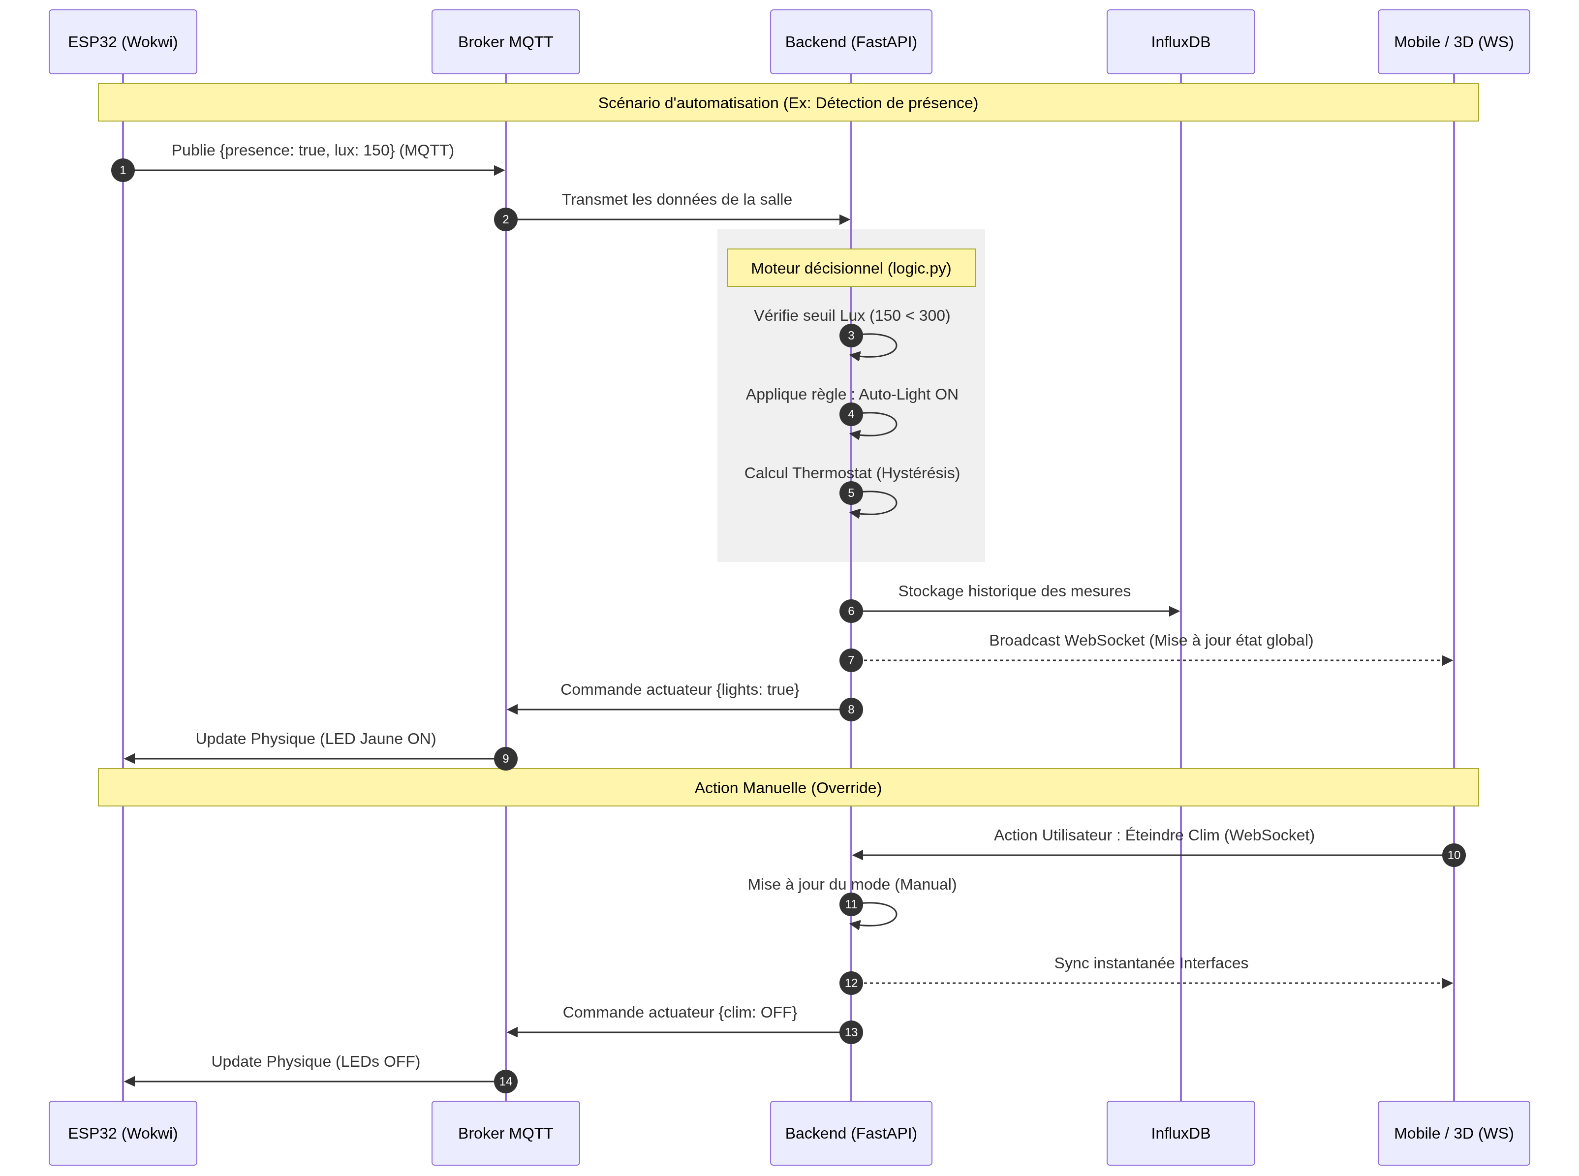 ESP32 (Wokwi)
Broker MQTT
Backend (FastAPI)
InfluxDB
Mobile / 3D (WS)
Scénario d'automatisation (Ex: Détection de présence)
Publie {presence: true, lux: 150} (MQTT)
1
Transmet les données de la salle
2
Moteur décisionnel (logic.py)
Vérifie seuil Lux (150 < 300)
3
Applique règle : Auto-Light ON
4
Calcul Thermostat (Hystérésis)
5
Stockage historique des mesures
6
Broadcast WebSocket (Mise à jour état global)
7
Commande actuateur {lights: true}
8
Update Physique (LED Jaune ON)
9
Action Manuelle (Override)
Action Utilisateur : Éteindre Clim (WebSocket)
10
Mise à jour du mode (Manual)
11
Sync instantanée Interfaces
12
Commande actuateur {clim: OFF}
13
Update Physique (LEDs OFF)
14
ESP32 (Wokwi)
Broker MQTT
Backend (FastAPI)
InfluxDB
Mobile / 3D (WS)